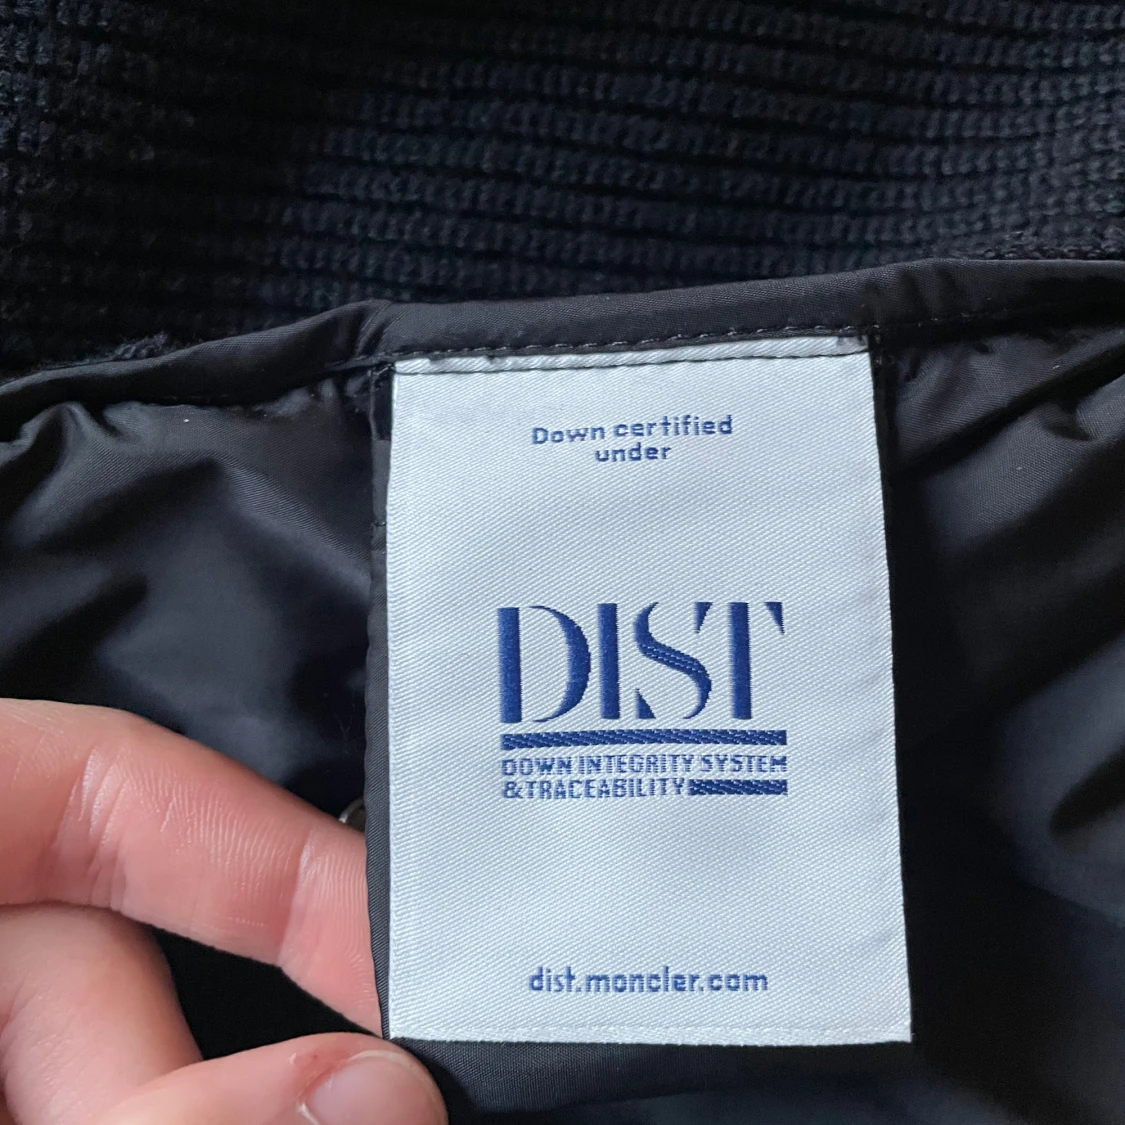 Down certified
under
DIST
DOWN INTEGRITY SYSTEM
&TRACEABILITY
dist.moncler.com